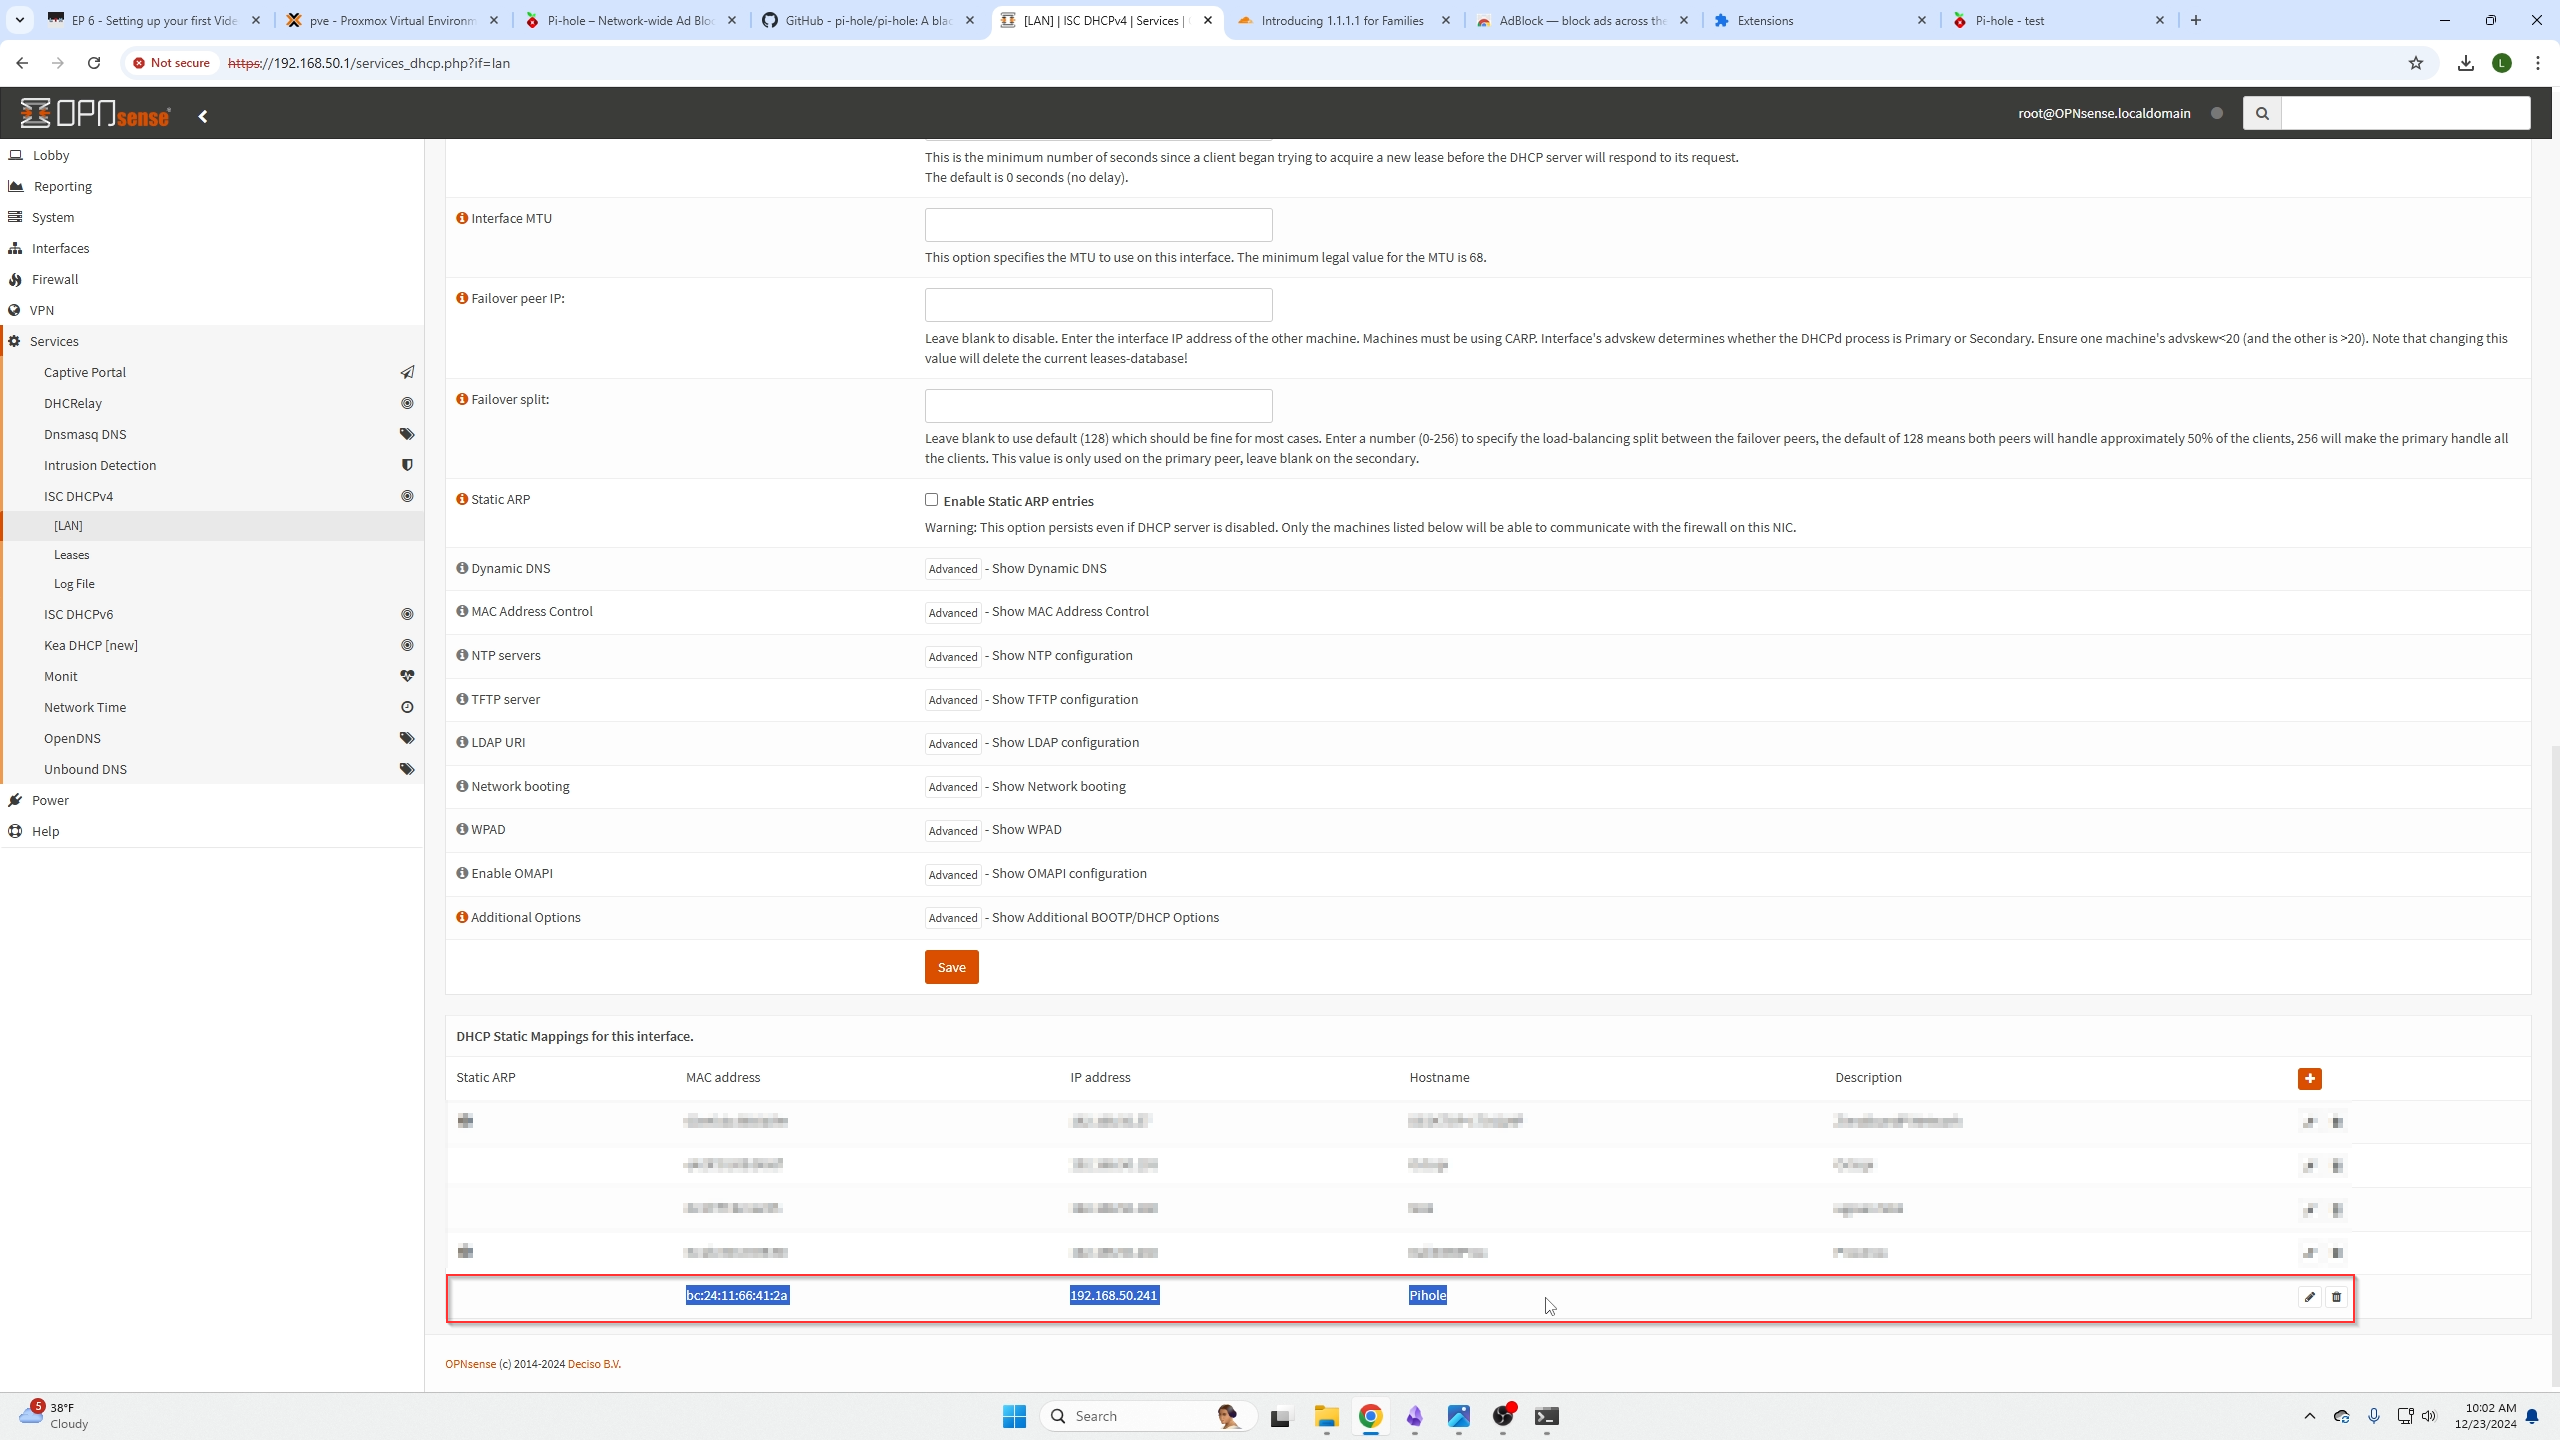 EP 6 - Setting up your first Vide
pve - Proxmox Virtual Environm
Pi-hole – Network-wide Ad Bloc
GitHub - pi-hole/pi-hole: A blac
[LAN] | ISC DHCPv4 | Services |
Introducing 1.1.1.1 for Families
AdBlock — block ads across the
Extensions
Pi-hole - test
Not secure
https://192.168.50.1/services_dhcp.php?if=lan
L
OPNsense
root@OPNsense.localdomain
Lobby
Reporting
System
Interfaces
Firewall
VPN
Services
Captive Portal
DHCRelay
Dnsmasq DNS
Intrusion Detection
ISC DHCPv4
[LAN]
Leases
Log File
ISC DHCPv6
Kea DHCP [new]
Monit
Network Time
OpenDNS
Unbound DNS
Power
Help
This is the minimum number of seconds since a client began trying to acquire a new lease before the DHCP server will respond to its request.
The default is 0 seconds (no delay).
Interface MTU
This option specifies the MTU to use on this interface. The minimum legal value for the MTU is 68.
Failover peer IP:
Leave blank to disable. Enter the interface IP address of the other machine. Machines must be using CARP. Interface's advskew determines whether the DHCPd process is Primary or Secondary. Ensure one machine's advskew<20 (and the other is >20). Note that changing this
value will delete the current leases-database!
Failover split:
Leave blank to use default (128) which should be fine for most cases. Enter a number (0-256) to specify the load-balancing split between the failover peers, the default of 128 means both peers will handle approximately 50% of the clients, 256 will make the primary handle all
the clients. This value is only used on the primary peer, leave blank on the secondary.
Static ARP
Enable Static ARP entries
Warning: This option persists even if DHCP server is disabled. Only the machines listed below will be able to communicate with the firewall on this NIC.
Dynamic DNS Advanced - Show Dynamic DNS
MAC Address Control Advanced - Show MAC Address Control
NTP servers Advanced - Show NTP configuration
TFTP server Advanced - Show TFTP configuration
LDAP URI Advanced - Show LDAP configuration
Network booting Advanced - Show Network booting
WPAD Advanced - Show WPAD
Enable OMAPI Advanced - Show OMAPI configuration
Additional Options Advanced - Show Additional BOOTP/DHCP Options
Save
DHCP Static Mappings for this interface.
Static ARP MAC address IP address Hostname Description
bc:24:11:66:41:2a 192.168.50.241 Pihole
OPNsense (c) 2014-2024 Deciso B.V.
5
38°F
Cloudy
Search
10:02 AM
12/23/2024